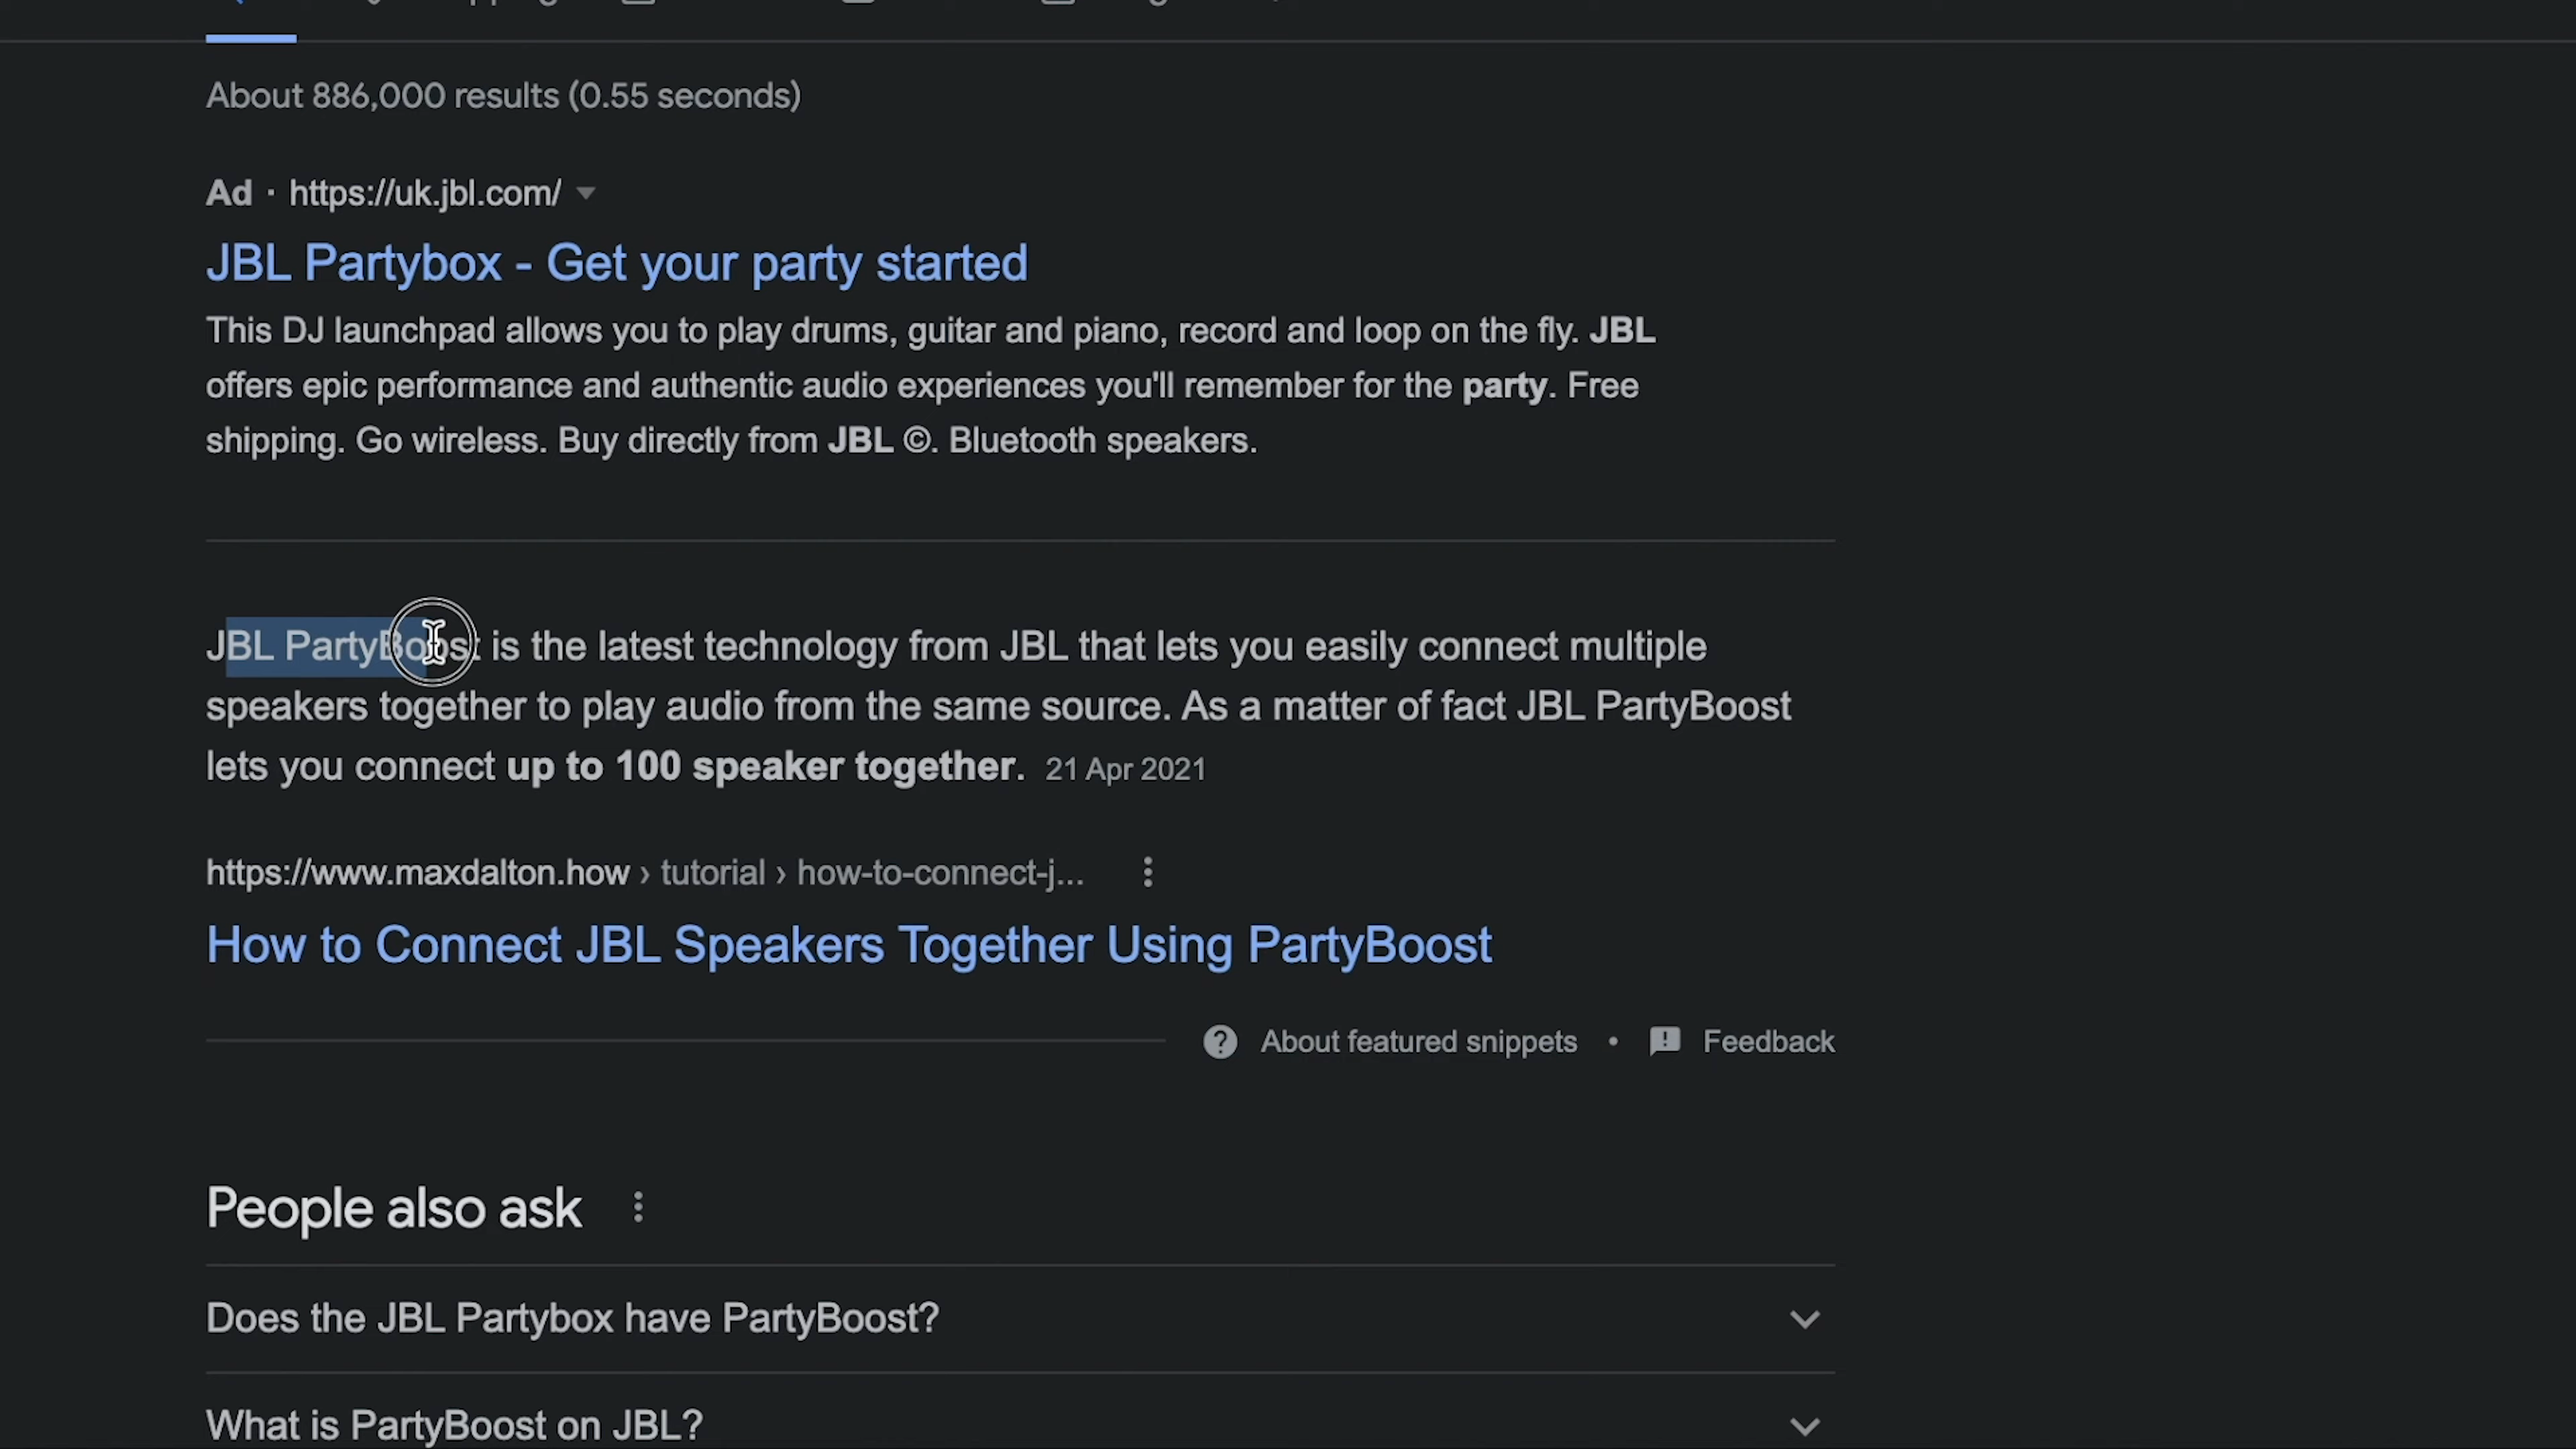 About 886,000 results (0.55 seconds)
Ad · https://uk.jbl.com/
JBL Partybox - Get your party started
This DJ launchpad allows you to play drums, guitar and piano, record and loop on the fly. JBL
offers epic performance and authentic audio experiences you'll remember for the party. Free
shipping. Go wireless. Buy directly from JBL ©. Bluetooth speakers.
JBL PartyBoost is the latest technology from JBL that lets you easily connect multiple
speakers together to play audio from the same source. As a matter of fact JBL PartyBoost
lets you connect up to 100 speaker together. 21 Apr 2021
https://www.maxdalton.how › tutorial › how-to-connect-j...
How to Connect JBL Speakers Together Using PartyBoost
About featured snippets • Feedback
People also ask
Does the JBL Partybox have PartyBoost?
What is PartyBoost on JBL?